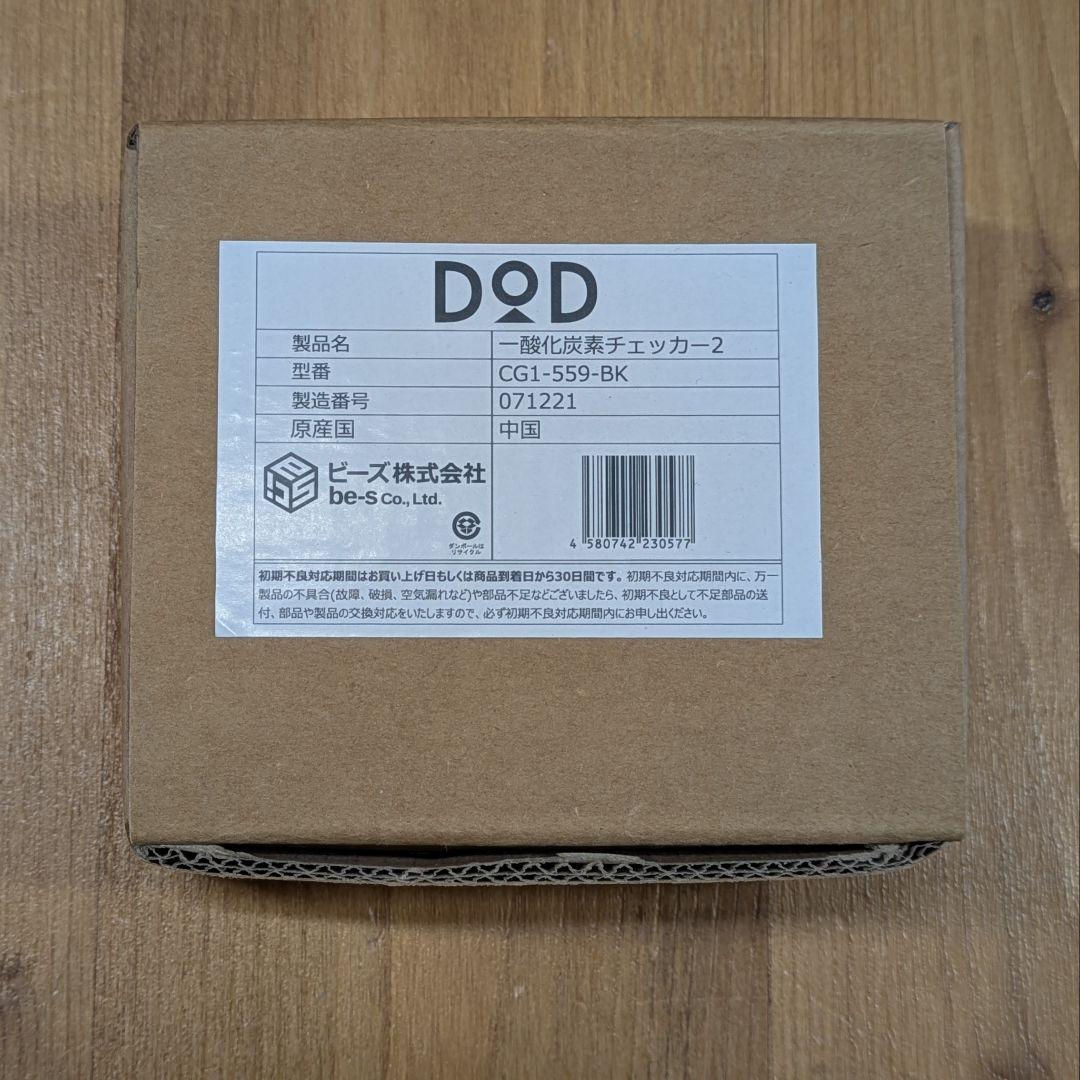 DOD
製品名 一酸化炭素チェッカー2
型番 CG1-559-BK
製造番号 071221
原産国 中国
ビーズ株式会社
be-s Co., Ltd.
ダンボールは
リサイクル
4 580742 230577
初期不良対応期間はお買い上げ日もしくは商品到着日から30日間です。初期不良対応期間内に、万一
製品の不具合(故障、破損、空気漏れなど)や部品不足などございましたら、初期不良として不足部品の送
付、部品や製品の交換対応をいたしますので、必ず初期不良対応期間内にお申し出ください。